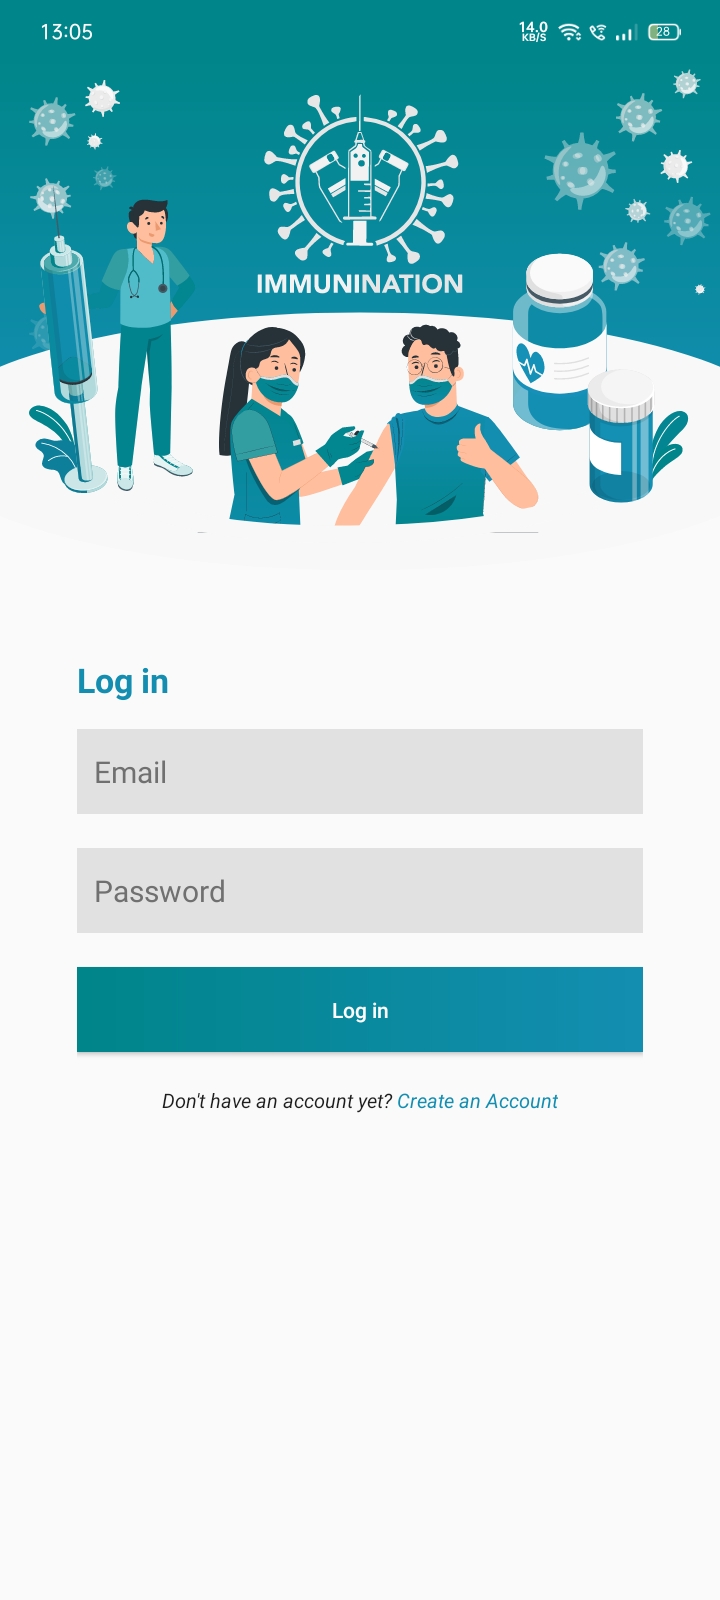 13:05
14.0
KB/S
28
IMMUNINATION
Log in
Email
Password
Log in
Don't have an account yet? Create an Account